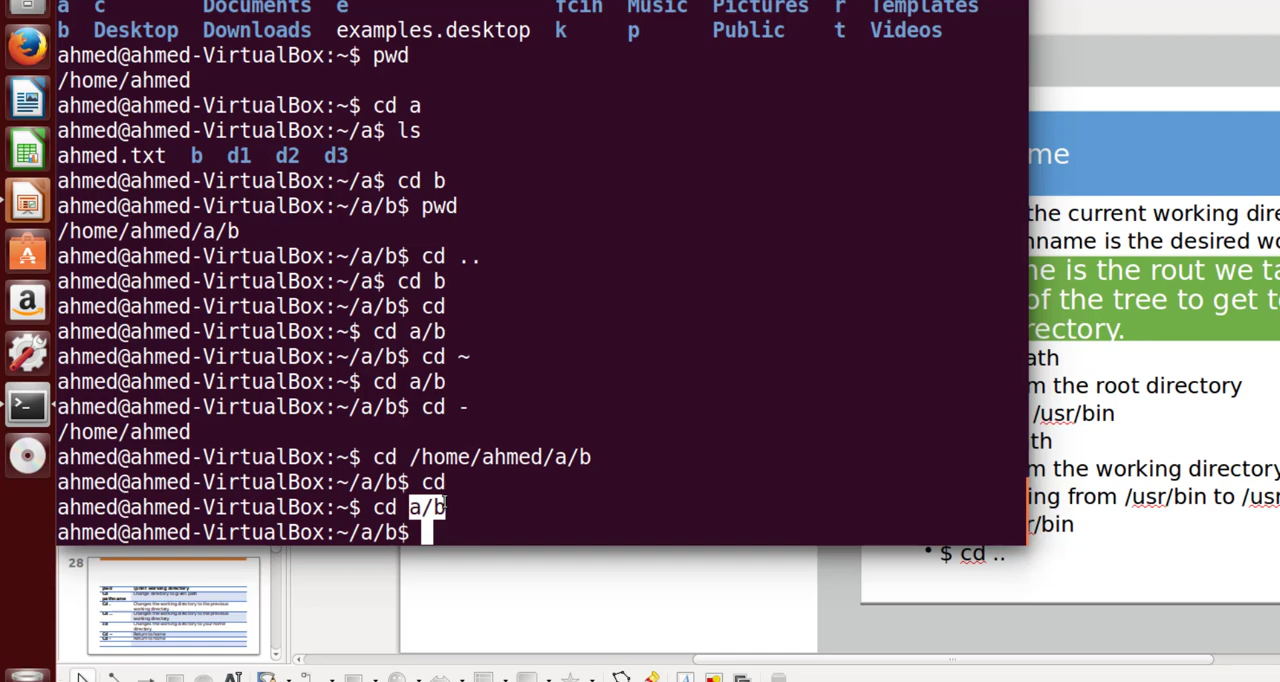 a  c  Documents  e  fcih  Music  Pictures  r  Templates
b  Desktop  Downloads  examples.desktop  k  p  Public  t  Videos
ahmed@ahmed-VirtualBox:~$ pwd
/home/ahmed
ahmed@ahmed-VirtualBox:~$ cd a
ahmed@ahmed-VirtualBox:~/a$ ls
ahmed.txt  b  d1  d2  d3
ahmed@ahmed-VirtualBox:~/a$ cd b
ahmed@ahmed-VirtualBox:~/a/b$ pwd
/home/ahmed/a/b
ahmed@ahmed-VirtualBox:~/a/b$ cd ..
ahmed@ahmed-VirtualBox:~/a$ cd b
ahmed@ahmed-VirtualBox:~/a/b$ cd
ahmed@ahmed-VirtualBox:~$ cd a/b
ahmed@ahmed-VirtualBox:~/a/b$ cd ~
ahmed@ahmed-VirtualBox:~$ cd a/b
ahmed@ahmed-VirtualBox:~/a/b$ cd -
/home/ahmed
ahmed@ahmed-VirtualBox:~$ cd /home/ahmed/a/b
ahmed@ahmed-VirtualBox:~/a/b$ cd
ahmed@ahmed-VirtualBox:~$ cd a/b
ahmed@ahmed-VirtualBox:~/a/b$
me
the current working dire
nname is the desired wo
ne is the rout we ta
of the tree to get to
rectory.
ath
m the root directory
/usr/bin
th
m the working directory
ing from /usr/bin to /us
r/bin
• $ cd ..
28